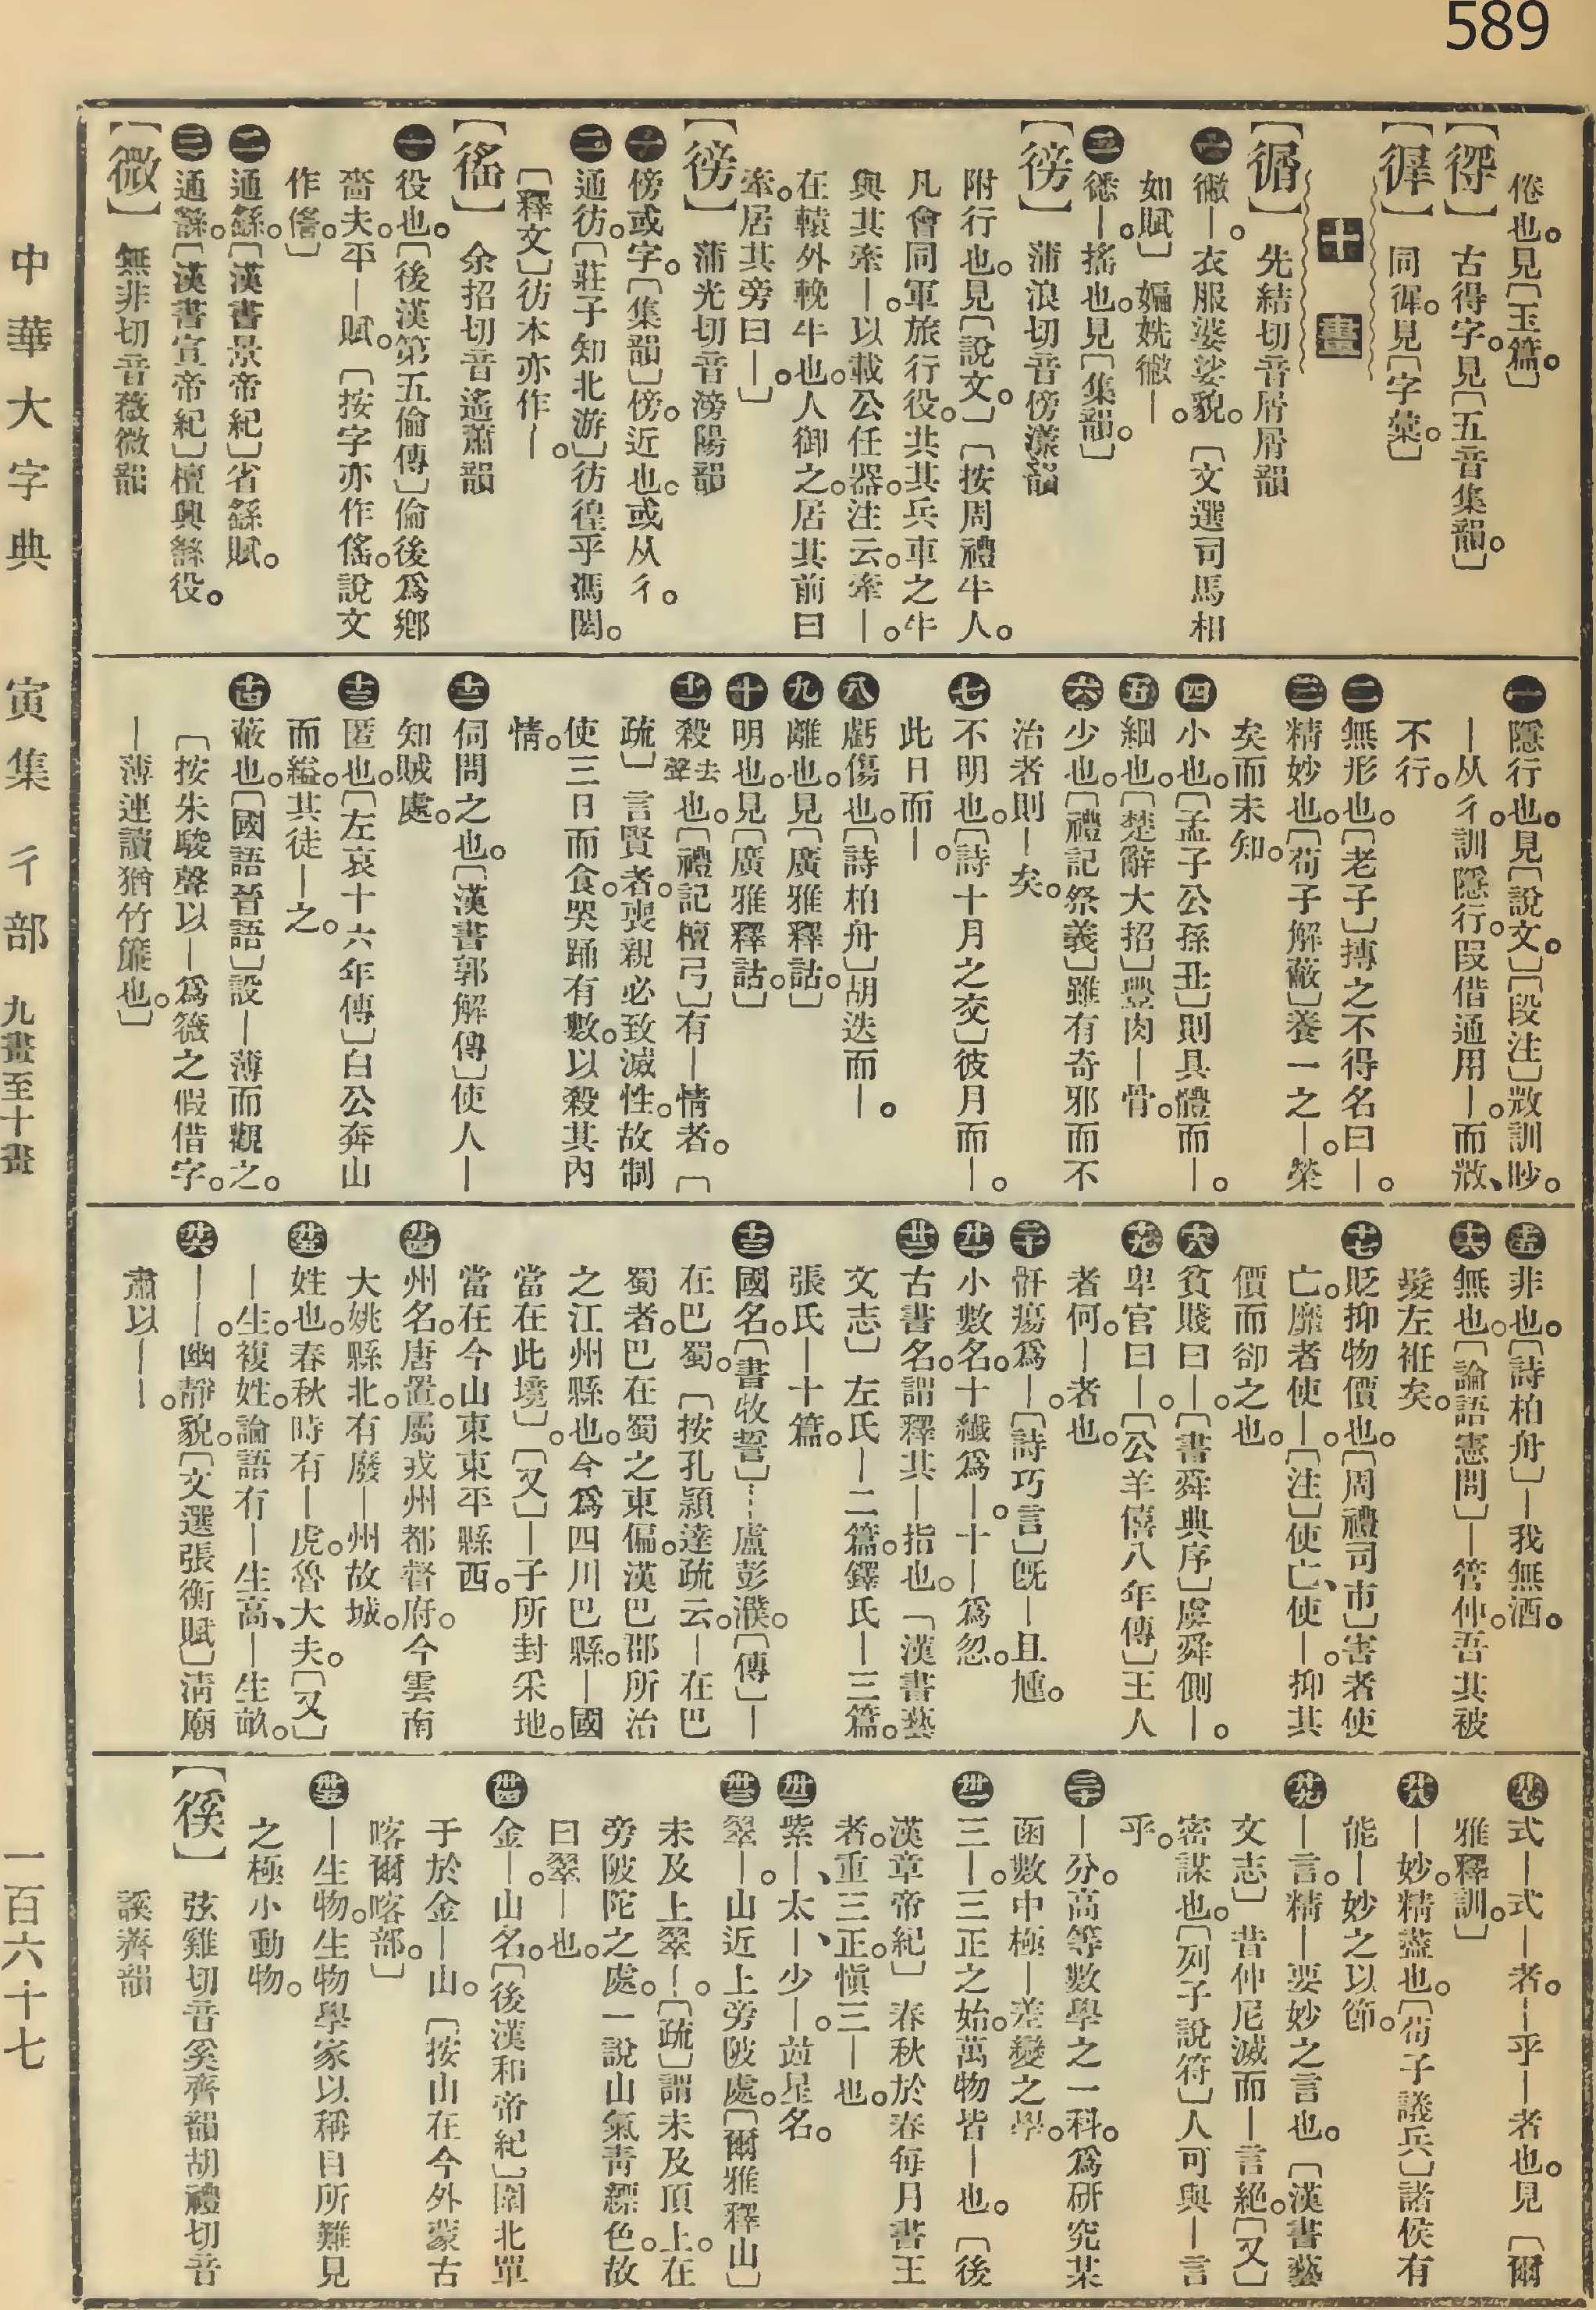 589
倦也。見〔玉篇。〕
【㝶】古得字。見〔五音集韻。〕
同徲。見〔字彙。〕
十畫
先結切音屑屑韻
㊅徶—。衣服婆娑貌。〔文選司馬相
如賦〕媥姺徶—。
㊄—搖也。見〔集韻。〕
【徬】蒲浪切音傍漾韻
附行也。見〔說文。〕〔按周禮牛人。
凡會同軍旅行役。共其兵車之牛
與其牽—。以載公任器。注云。牽—。
在轅外輓牛也。人御之。居其前曰
牽。居其旁曰—。〕
【徬】蒲光切音滂陽韻
㊀傍或字。〔集韻〕傍。近也。或从彳。
㊁通彷。〔莊子知北游〕彷徨乎馮閎。
〔釋文〕彷本亦作—。
【徭】余招切音遙蕭韻
㊀役也。〔後漢第五倫傳〕倫後爲鄉
嗇夫。平—賦。〔按字亦作傜。說文
作𠍾。〕
㊁通繇。〔漢書景帝紀〕省繇賦。
㊂通繇。〔漢書宣帝紀〕擅興繇役。
【微】無非切音薇微韻
㊀隱行也。見〔說文。〕〔段注〕㪅訓眇。
—从彳。訓隱行。叚借通用—。而㪅、
不行。
㊁無形也。〔老子〕搏之不得名曰—。
㊂精妙也。〔荀子解蔽〕養一之—。榮
矣而未知。
㊃小也。〔孟子公孫丑〕則具體而—。
㊄細也。〔楚辭大招〕豐肉—骨。
㊅少也。〔禮記祭義〕雖有奇邪而不
治者則—矣。
㊆不明也。〔詩十月之交〕彼月而—。
此日而—。
㊇虧傷也。〔詩柏舟〕胡迭而—。
㊈離也。見〔廣雅釋詁。〕
㊉明也。見〔廣雅釋詁〕
十一殺去聲也。〔禮記檀弓〕有—情者。〔
疏〕言賢者。喪親必致滅性。故制
使三日而食。哭踊有數。以殺其內
情。
十二伺問之也。〔漢書郭解傳〕使人—
知賊處。
十三匿也。〔左哀十六年傳〕白公奔山
而縊。其徒—之。
十四蔽也。〔國語晉語〕設—薄而觀之。
〔按朱駿聲以—爲䉠之假借字。
—薄連讀猶竹簾也。〕
十五非也。〔詩柏舟〕—我無酒。
十六無也。〔論語憲問〕—管仲。吾其被
髮左衽矣。
十七貶抑物價也。〔周禮司市〕害者使
亡。靡者使—。〔注〕使亡、使—。抑其
價而卻之也。
十八貧賤曰—。〔書舜典序〕虞舜側—。
十九卑官曰—。〔公羊僖八年傳〕王人
者何。—者也。
二十骭瘍爲—。〔詩巧言〕旣—且尰。
廿一小數名。十纖爲—。十—爲忽。
廿二古書名。謂釋其—指也。〔漢書藝
文志〕左氏—二篇。鐸氏—三篇。
張氏—十篇。
廿三國名。〔書牧誓〕⋯盧彭濮。〔傳〕—
在巴蜀。〔按孔穎達疏云。—在巴
蜀者。巴在蜀之東偏。漢巴郡所治
之江州縣也。今爲四川巴縣。—國
當在此境〕。〔又〕—子所封采地。
當在今山東東平縣西。
廿四州名。唐置。屬戎州都督府。今雲南
大姚縣北。有廢—州故城。
廿五姓也。春秋時有—虎。魯大夫。〔又〕
—生。複姓。論語有—生高、—生畝。
廿六——。幽靜貌。〔文選張衡賦〕淸廟
肅以——。
廿七式—式—者。—乎—者也。見〔爾
雅釋訓。〕
廿八—妙。精盡也。〔荀子議兵〕諸侯有
能—妙之以節。
廿九—言。精—要妙之言也。〔漢書藝
文志〕昔仲尼滅而—言絕。〔又〕
密謀也。〔列子說符〕人可與—言
乎。
三十—分。高等數學之一科。爲研究某
函數中極—差變之學。
卅一三—。三正之始。萬物皆—也。〔後
漢章帝紀〕春秋於春每月書王
者。重三正。愼三—也。
卅二紫—、太—、少—。竝星名。
卅三翠—。山近上旁陂處。〔爾雅釋山〕
未及上翠—。〔疏〕謂未及頂上。在
旁陂陀之處。一說山氣靑縹色。故
曰翠—也。
卅四金—。山名。〔後漢和帝紀〕圍北單
于於金—山。〔按山在今外蒙古
喀爾喀部。〕
卅五—生物。生物學家以稱目所難見
之極小動物。
【徯】弦雞切音奚齊韻胡禮切音
謑薺韻
中華大字典　寅集　彳部　九畫至十畫　一百六十七